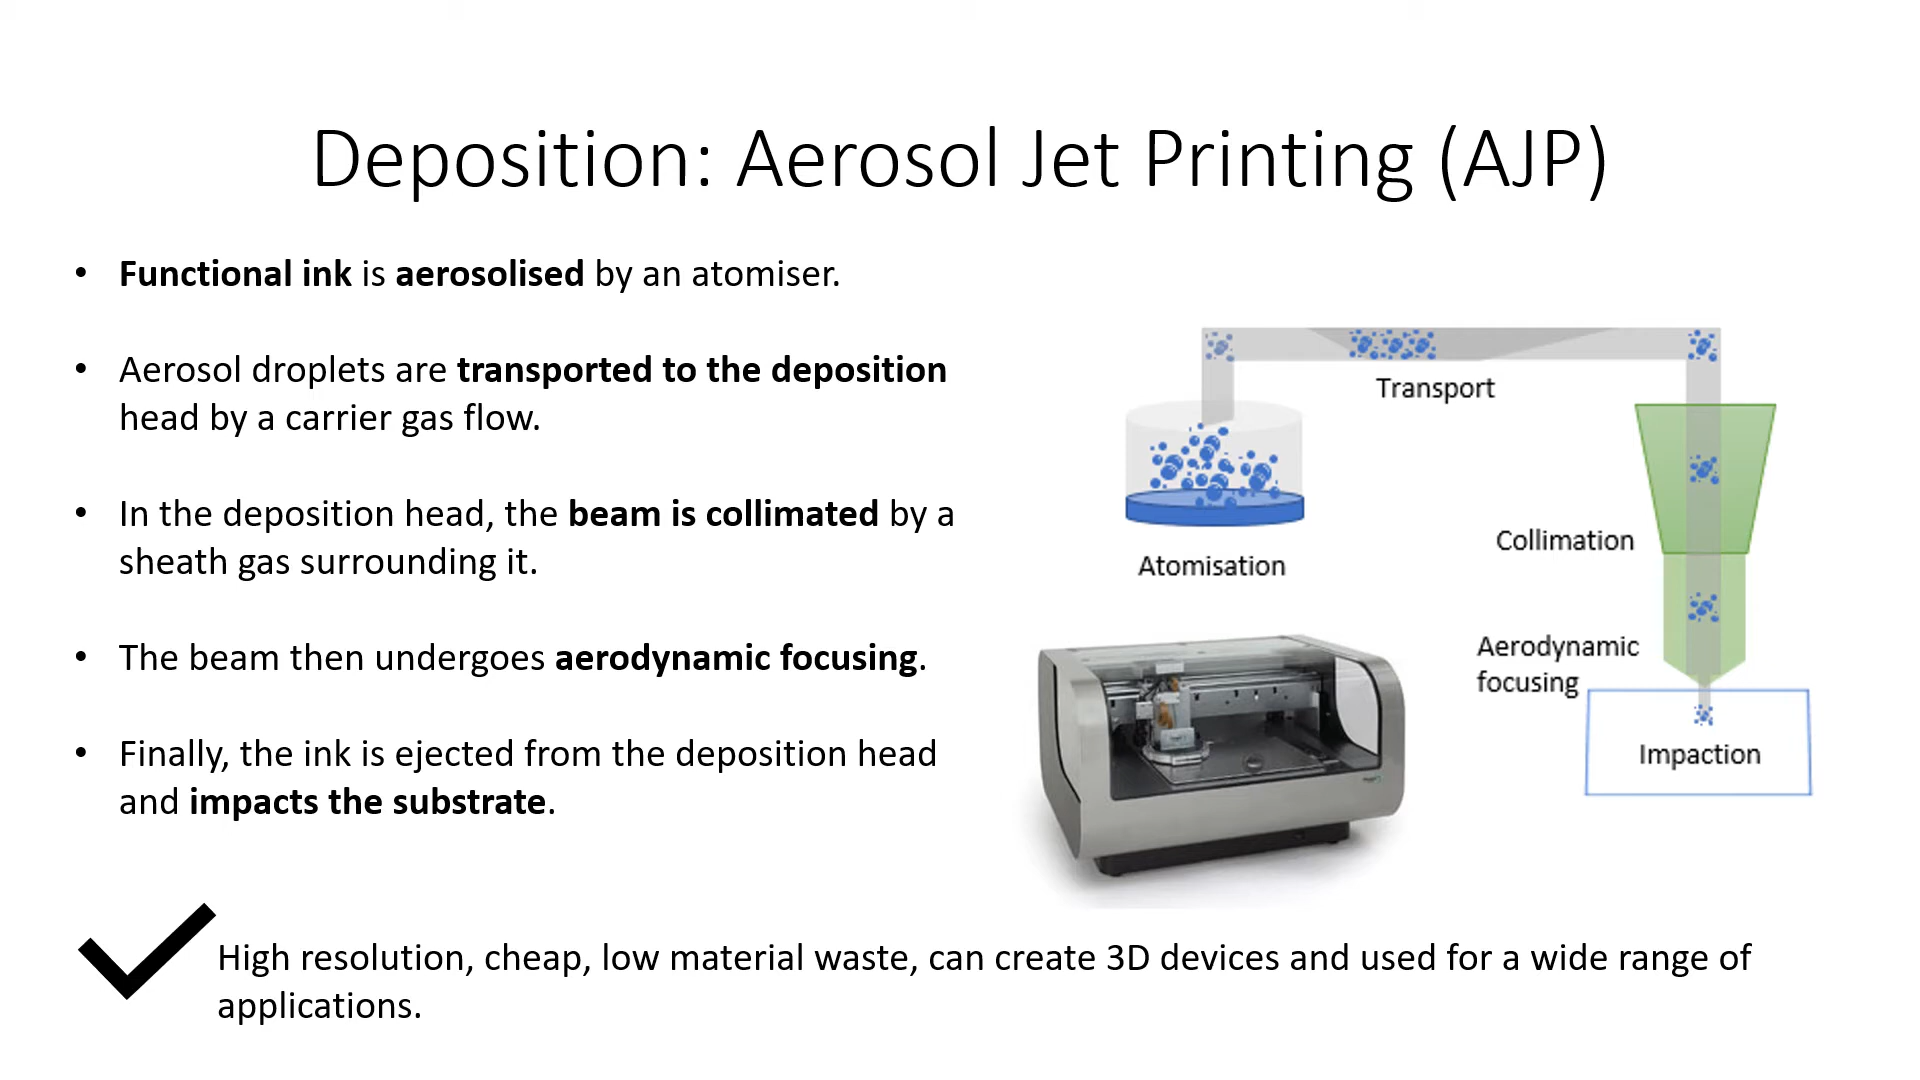 Deposition: Aerosol Jet Printing (AJP)
• Functional ink is aerosolised by an atomiser.
• Aerosol droplets are transported to the deposition
head by a carrier gas flow.
• In the deposition head, the beam is collimated by a
sheath gas surrounding it.
• The beam then undergoes aerodynamic focusing.
• Finally, the ink is ejected from the deposition head
and impacts the substrate.
Transport
Atomisation
Collimation
Aerodynamic
focusing
Impaction
High resolution, cheap, low material waste, can create 3D devices and used for a wide range of
applications.